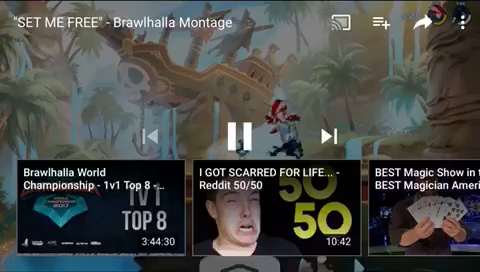 "SET ME FREE" - Brawlhalla Montage
Brawlhalla World
Championship - 1v1 Top 8 -...
1V1
TOP 8
3:44:30
I GOT SCARRED FOR LIFE... -
Reddit 50/50
50
50
10:42
BEST Magic Show in t
BEST Magician Ameri